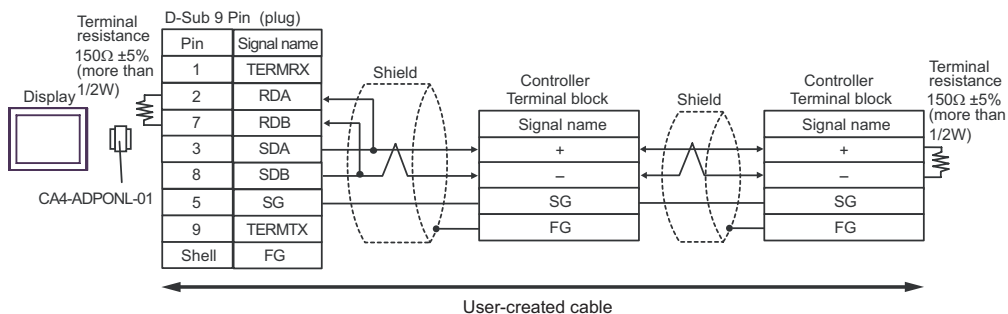 Terminal
resistance
150Ω ±5%
(more than
1/2W)
Display
CA4-ADPONL-01
D-Sub 9 Pin (plug)
Pin Signal name
1 TERMRX
2 RDA
7 RDB
3 SDA
8 SDB
5 SG
9 TERMTX
Shell FG
Shield
Controller
Terminal block
Signal name
+
–
SG
FG
Shield
Controller
Terminal block
Signal name
+
–
SG
FG
Terminal
resistance
150Ω ±5%
(more than
1/2W)
User-created cable